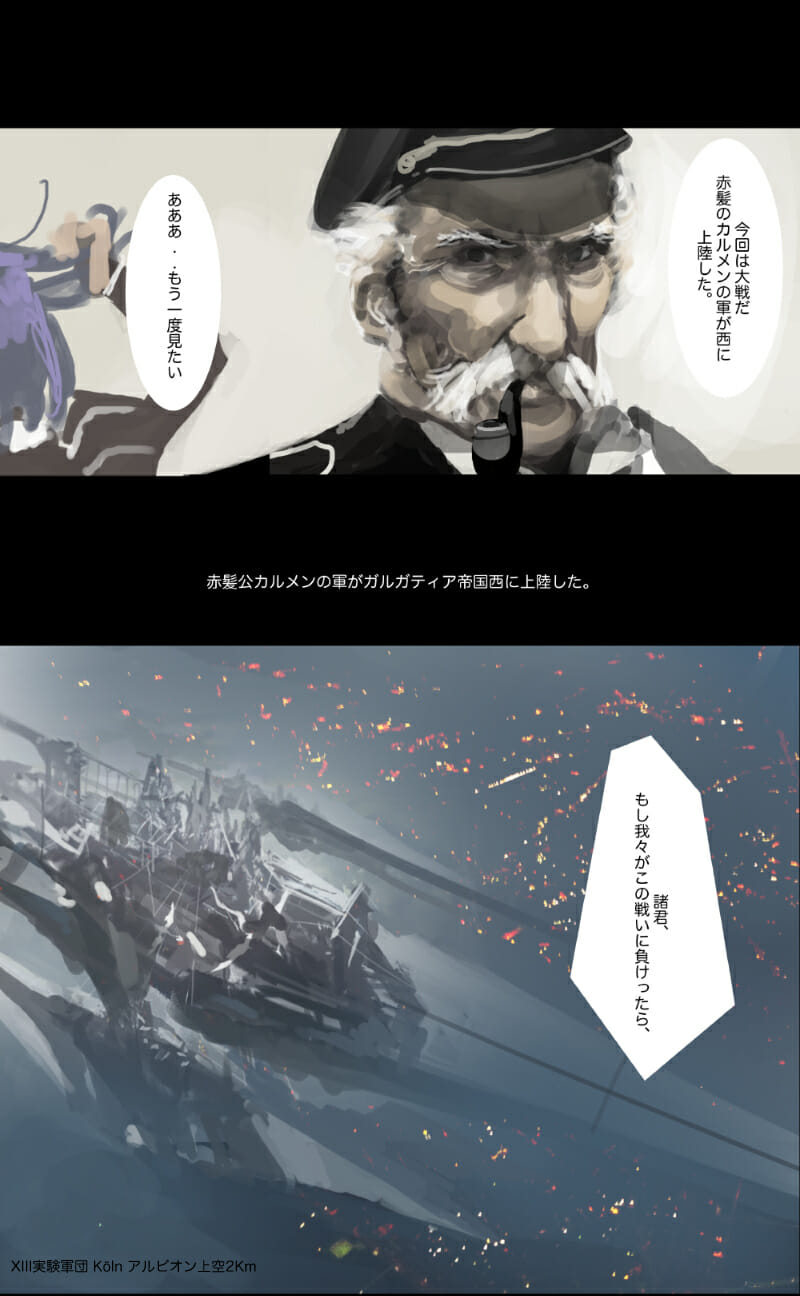 今回は大戦だ
赤髪のカルメンの軍が西に
上陸した。
あああ・・もう一度見たい
赤髪公カルメンの軍がガルガティア帝国西に上陸した。
諸君、
もし我々がこの戦いに負けったら、
XIII実験軍団 Köln アルビオン上空2Km